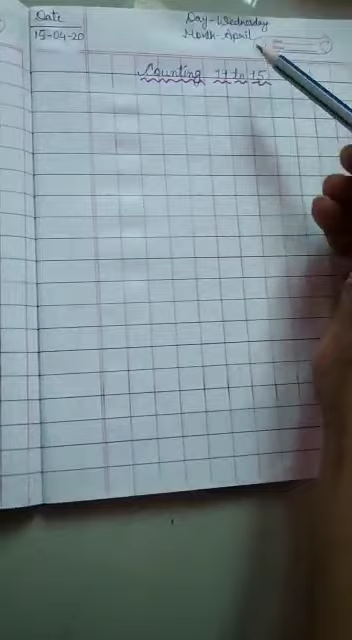 Date
15-04-20
Day-Wednesday
Month-April
Counting 11 to 15